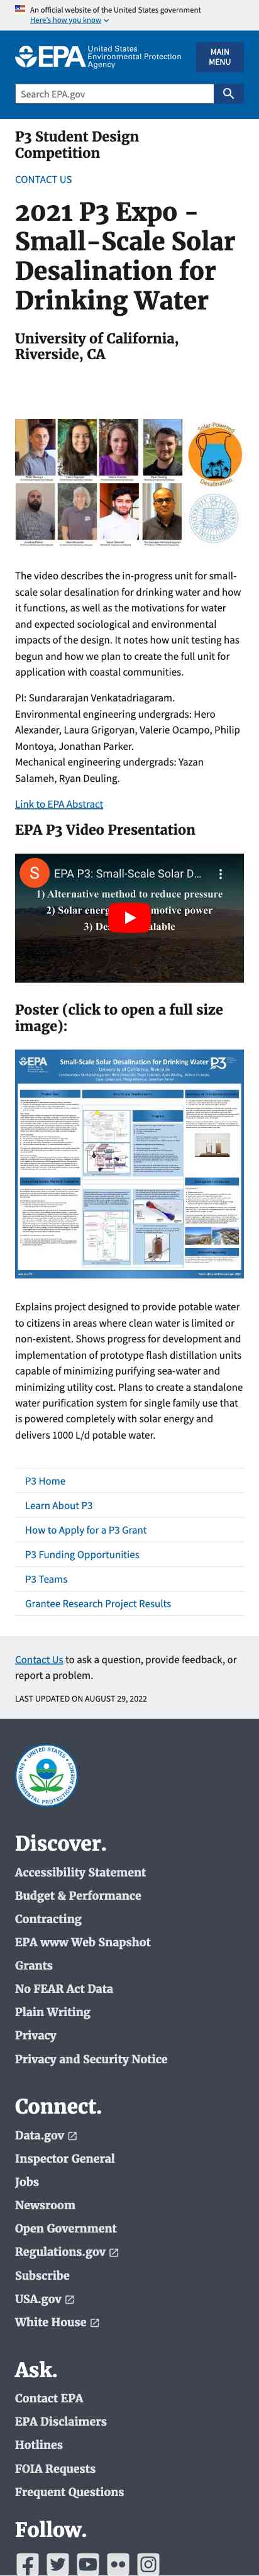 An official website of the United States government
Here's how you know
EPA United States
Environmental Protection
Agency
MAIN
MENU
Search EPA.gov
P3 Student Design
Competition
CONTACT US
2021 P3 Expo -
Small-Scale Solar
Desalination for
Drinking Water
University of California,
Riverside, CA
Solar-Powered
Desalination
The video describes the in-progress unit for small-
scale solar desalination for drinking water and how
it functions, as well as the motivations for water
and expected sociological and environmental
impacts of the design. It notes how unit testing has
begun and how we plan to create the full unit for
application with coastal communities.
PI: Sundararajan Venkatadriagaram.
Environmental engineering undergrads: Hero
Alexander, Laura Grigoryan, Valerie Ocampo, Philip
Montoya, Jonathan Parker.
Mechanical engineering undergrads: Yazan
Salameh, Ryan Deuling.
Link to EPA Abstract
EPA P3 Video Presentation
S EPA P3: Small-Scale Solar D...
1) Alternative method to reduce pressure
2) Solar
3)
Poster (click to open a full size
image):
EPA Small-Scale Solar Desalination for Drinking Water P3
University of California, Riverside
Explains project designed to provide potable water
to citizens in areas where clean water is limited or
non-existent. Shows progress for development and
implementation of prototype flash distillation units
capable of minimizing purifying sea-water and
minimizing utility cost. Plans to create a standalone
water purification system for single family use that
is powered completely with solar energy and
delivers 1000 L/d potable water.
P3 Home
Learn About P3
How to Apply for a P3 Grant
P3 Funding Opportunities
P3 Teams
Grantee Research Project Results
Contact Us to ask a question, provide feedback, or
report a problem.
LAST UPDATED ON AUGUST 29, 2022
UNITED STATES ENVIRONMENTAL PROTECTION AGENCY
Discover.
Accessibility Statement
Budget & Performance
Contracting
EPA www Web Snapshot
Grants
No FEAR Act Data
Plain Writing
Privacy
Privacy and Security Notice
Connect.
Data.gov
Inspector General
Jobs
Newsroom
Open Government
Regulations.gov
Subscribe
USA.gov
White House
Ask.
Contact EPA
EPA Disclaimers
Hotlines
FOIA Requests
Frequent Questions
Follow.